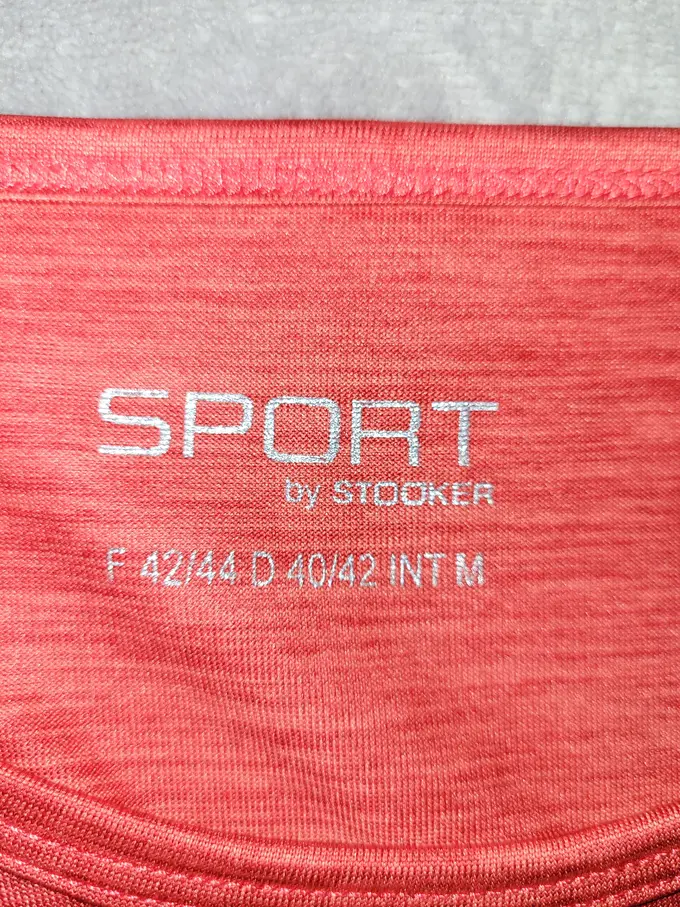 SPORT
by STOOKER
F 42/44 D 40/42 INT M